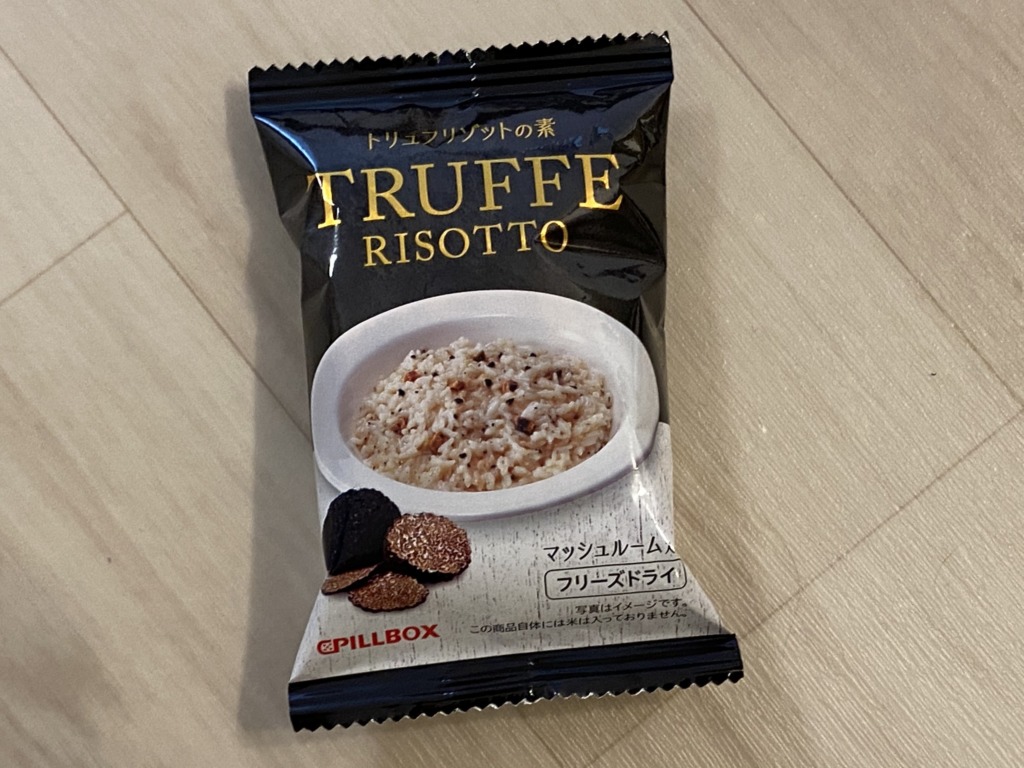 トリュフリゾットの素
TRUFFE
RISOTTO
マッシュルーム入
フリーズドライ
写真はイメージです。
この商品自体には米は入っておりません。
PILLBOX